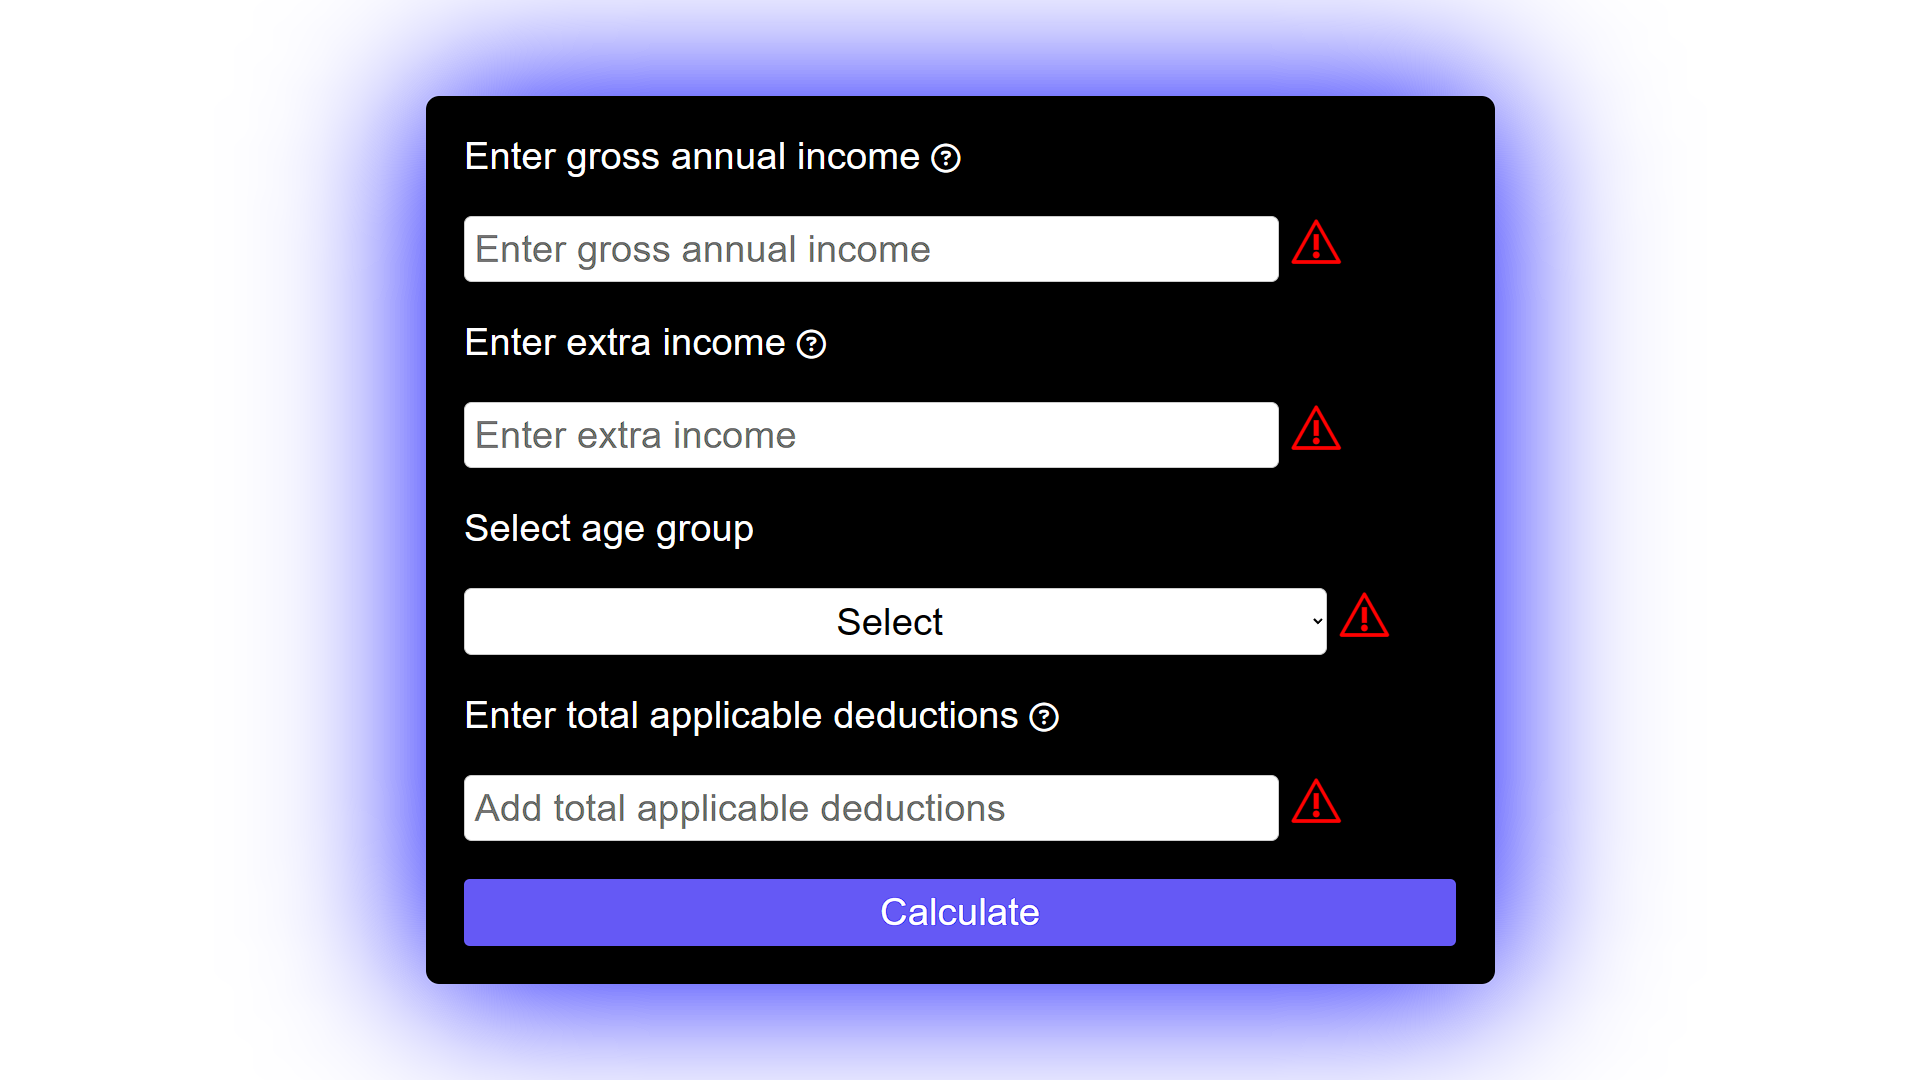 Enter gross annual income
Enter gross annual income
Enter extra income
Enter extra income
Select age group
Select
Enter total applicable deductions
Add total applicable deductions
Calculate